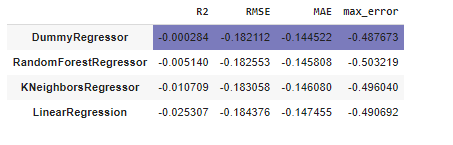 R2 RMSE MAE max_error
DummyRegressor -0.000284 -0.182112 -0.144522 -0.487673
RandomForestRegressor -0.005140 -0.182553 -0.145808 -0.503219
KNeighborsRegressor -0.010709 -0.183058 -0.146080 -0.496040
LinearRegression -0.025307 -0.184376 -0.147455 -0.490692